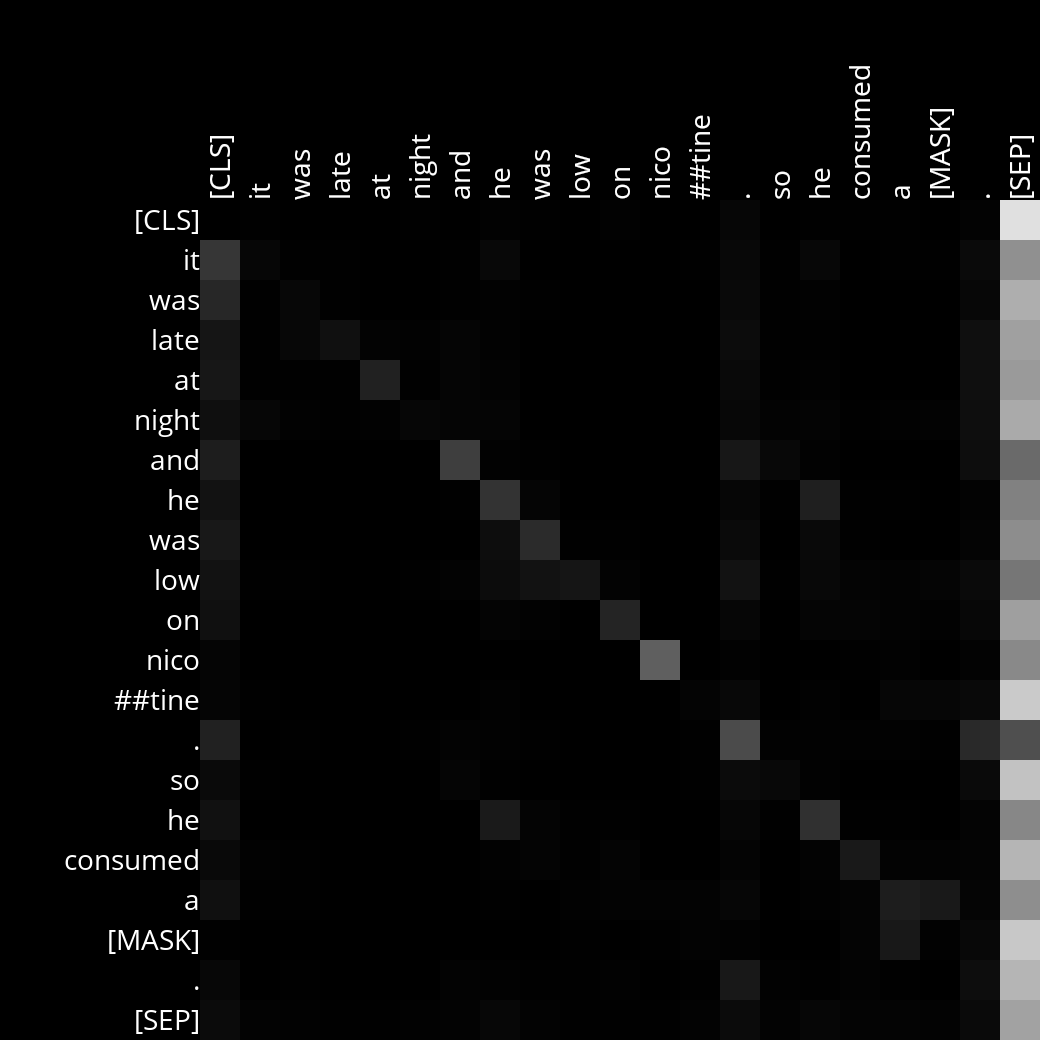 [CLS] it was late at night and he was low on nico ##tine . so he consumed a [MASK] . [SEP]
[CLS]
it
was
late
at
night
and
he
was
low
on
nico
##tine
.
so
he
consumed
a
[MASK]
.
[SEP]